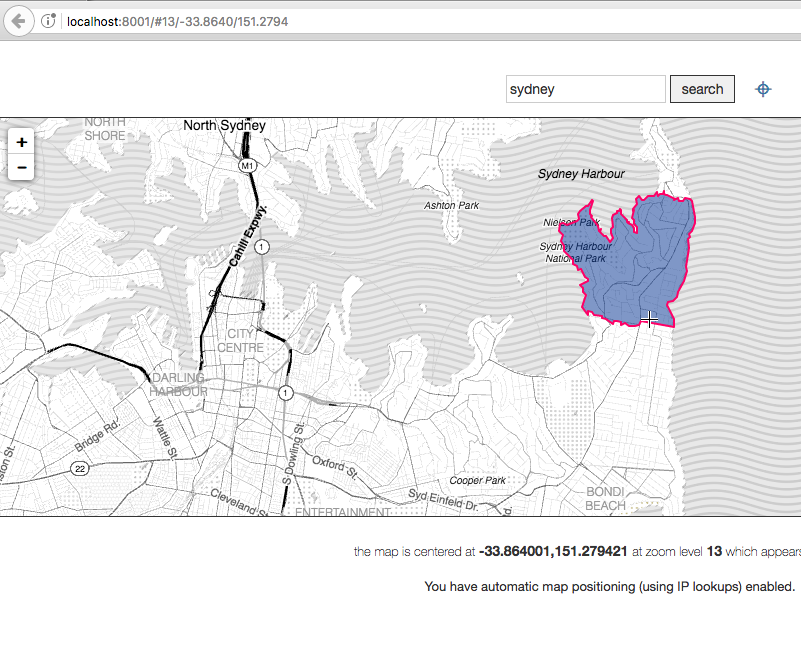 localhost:8001/#13/-33.8640/151.2794
sydney
search
NORTH
SHORE
North Sydney
+
−
M1
Sydney Harbour
Ashton Park
Nielsen Park
Cahill Expwy.
1
Sydney Harbour
National Park
CITY
CENTRE
DARLING
HARBOUR
1
Bridge Rd.
Wattle St.
S Dowling St.
Oxford St.
ston St.
22
Cooper Park
Cleveland St.
Syd Einfeld Dr.
BONDI
BEACH
ENTERTAINMENT
the map is centered at -33.864001,151.279421 at zoom level 13 which appears
You have automatic map positioning (using IP lookups) enabled.